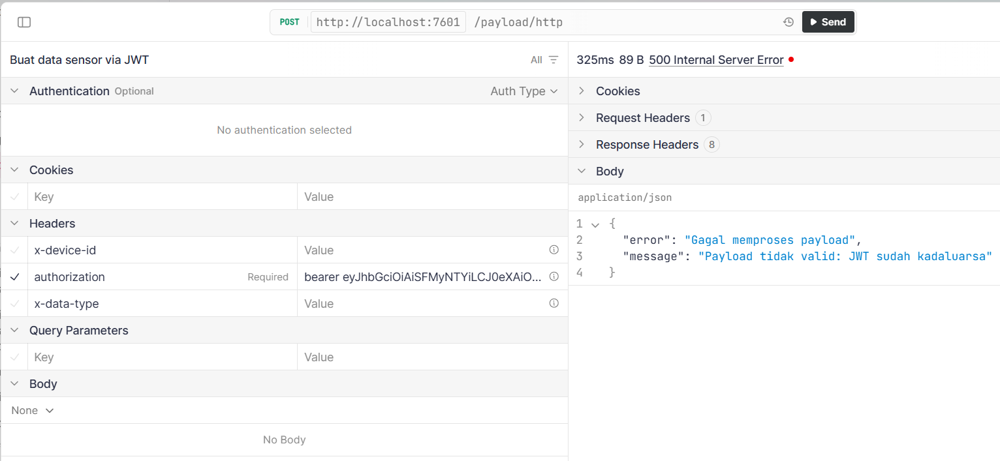 POST http://localhost:7601 /payload/http Send
Buat data sensor via JWT All
Authentication Optional Auth Type
No authentication selected
Cookies
Key Value
Headers
x-device-id Value
authorization Required bearer eyJhbGciOiAiSFMyNTYiLCJ0eXAiO...
x-data-type Value
Query Parameters
Key Value
Body
None
No Body
325ms 89 B 500 Internal Server Error
Cookies
Request Headers 1
Response Headers 8
Body
application/json
1 {
2 "error": "Gagal memproses payload",
3 "message": "Payload tidak valid: JWT sudah kadaluarsa"
4 }